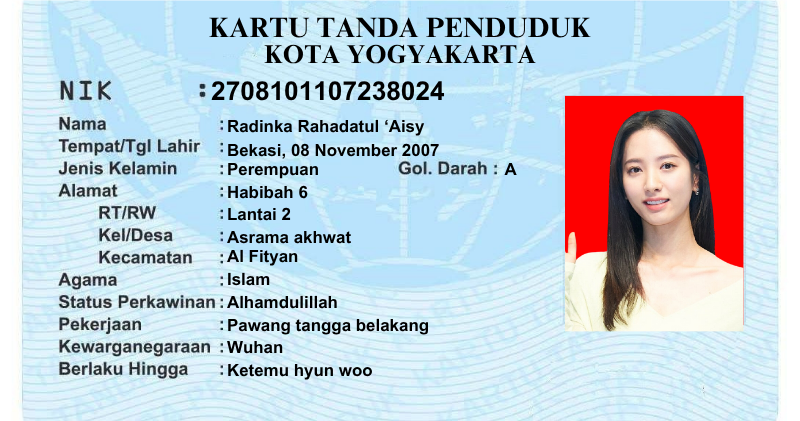 KARTU TANDA PENDUDUK
KOTA YOGYAKARTA
NIK :2708101107238024
Nama :Radinka Rahadatul ‘Aisy
Tempat/Tgl Lahir :Bekasi, 08 November 2007
Jenis Kelamin :Perempuan Gol. Darah : A
Alamat :Habibah 6
RT/RW :Lantai 2
Kel/Desa :Asrama akhwat
Kecamatan :Al Fityan
Agama :Islam
Status Perkawinan :Alhamdulillah
Pekerjaan :Pawang tangga belakang
Kewarganegaraan :Wuhan
Berlaku Hingga :Ketemu hyun woo